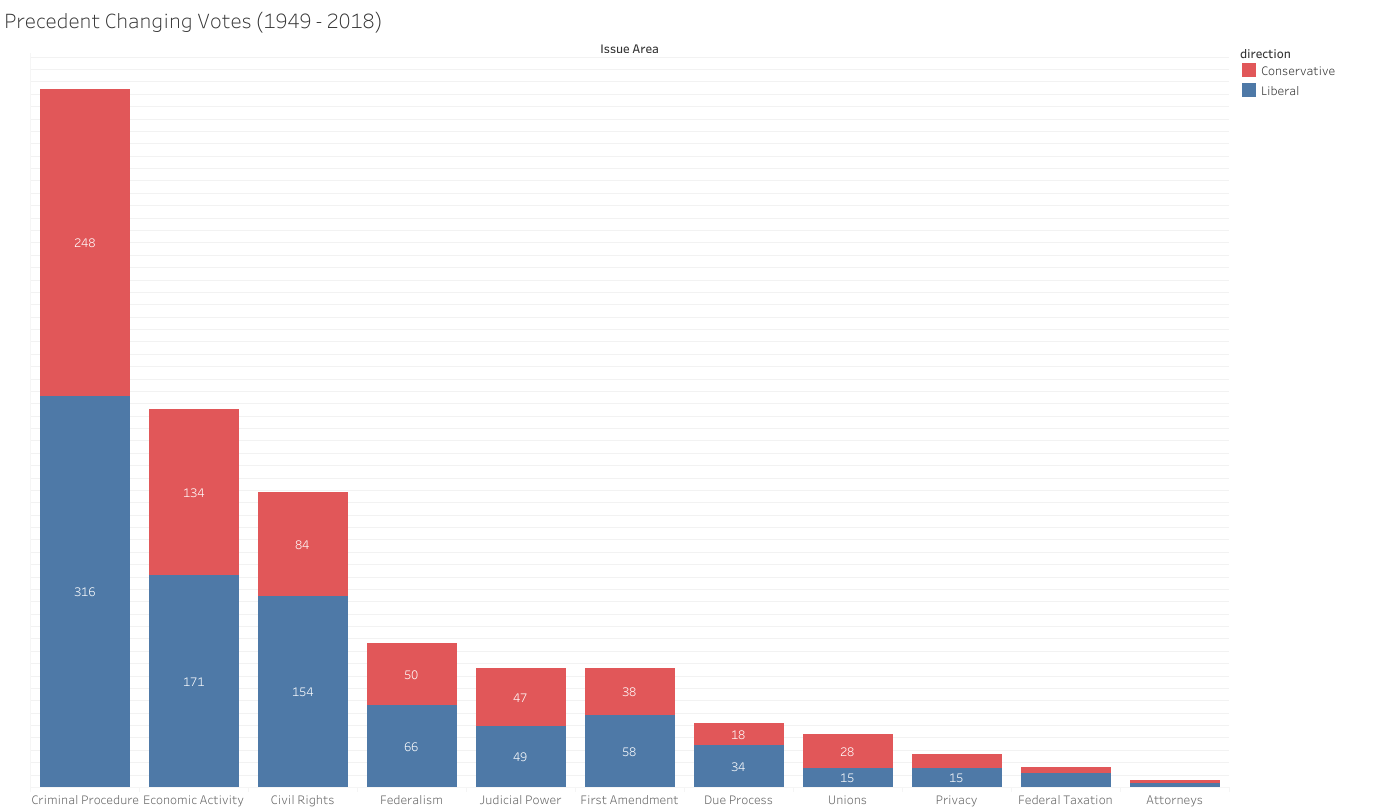 Precedent Changing Votes (1949 - 2018)
Issue Area
direction
Conservative
Liberal
248
316
134
171
84
154
50
66
47
49
38
58
18
34
28
15
15
Criminal Procedure Economic Activity Civil Rights Federalism Judicial Power First Amendment Due Process Unions Privacy Federal Taxation Attorneys